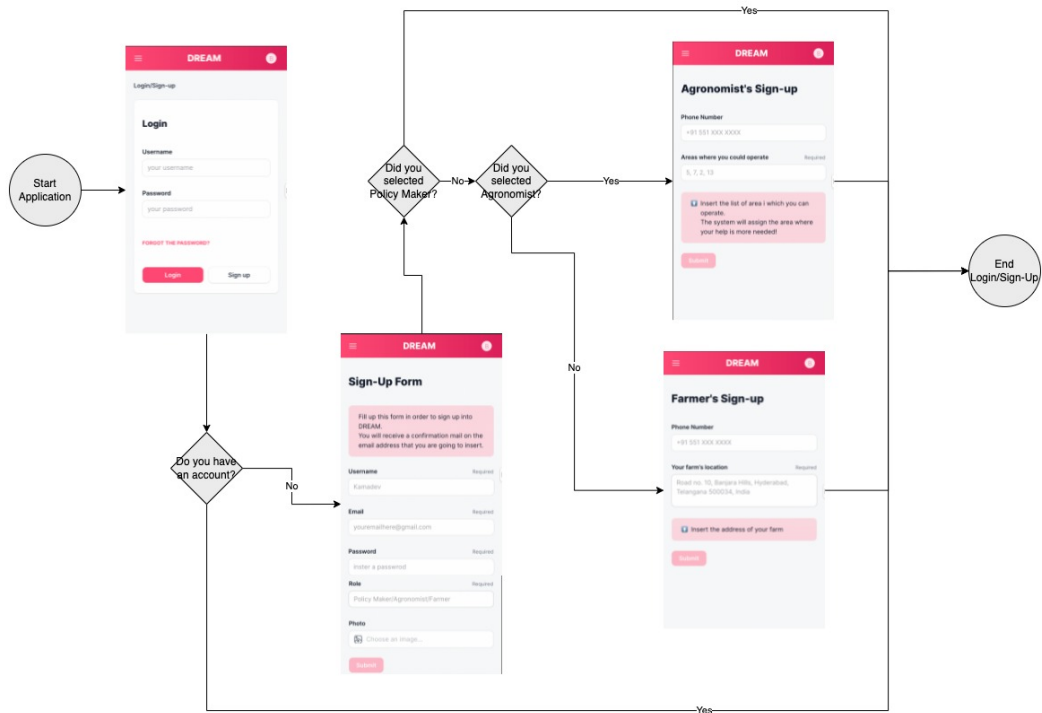 Yes
DREAM
Login/Sign-up
Login
Username
your username
Password
your password
FORGOT THE PASSWORD?
Login
Sign up
Start
Application
Did you
selected
Policy Maker?
No
Did you
selected
Agronomist?
Yes
DREAM
Agronomist's Sign-up
Phone Number
+91 551 XXX XXXX
Areas where you could operate
Required
5, 7, 2, 13
Insert the list of area i which you can
operate.
The system will assign the area where
your help is more needed!
Submit
End
Login/Sign-Up
Do you have
an account?
No
DREAM
Sign-Up Form
Fill up this form in order to sign up into
DREAM.
You will receive a confirmation mail on the
email address that you are going to insert.
Username
Required
Kamadev
Email
Required
youremailhere@gmail.com
Password
Required
Role
Required
Policy Maker/Agronomist/Farmer
Photo
Choose an image...
Submit
No
DREAM
Farmer's Sign-up
Phone Number
+91 551 XXX XXXX
Your farm's location
Required
Road no. 10, Banjara Hills, Hyderabad,
Telangana 500034, India
Insert the address of your farm
Submit
Yes